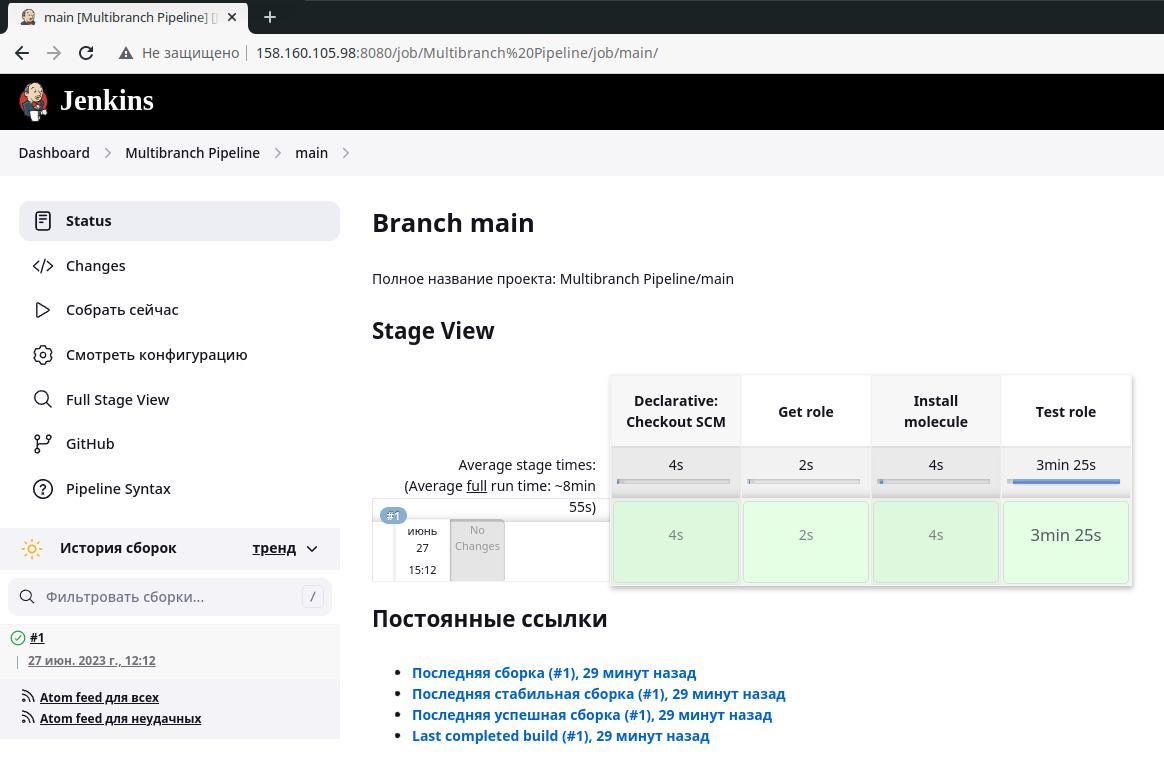 main [Multibranch Pipeline] [
Не защищено
158.160.105.98:8080/job/Multibranch%20Pipeline/job/main/
Jenkins
Dashboard
Multibranch Pipeline
main
Status
Changes
Собрать сейчас
Смотреть конфигурацию
Full Stage View
GitHub
Pipeline Syntax
История сборок
тренд
Фильтровать сборки...
/
#1
27 июн. 2023 г., 12:12
Atom feed для всех
Atom feed для неудачных
Branch main
Полное название проекта: Multibranch Pipeline/main
Stage View
Declarative:
Checkout SCM
Get role
Install
molecule
Test role
Average stage times:
(Average full run time: ~8min
55s)
4s
2s
4s
3min 25s
#1
июнь
27
15:12
No
Changes
4s
2s
4s
3min 25s
Постоянные ссылки
Последняя сборка (#1), 29 минут назад
Последняя стабильная сборка (#1), 29 минут назад
Последняя успешная сборка (#1), 29 минут назад
Last completed build (#1), 29 минут назад